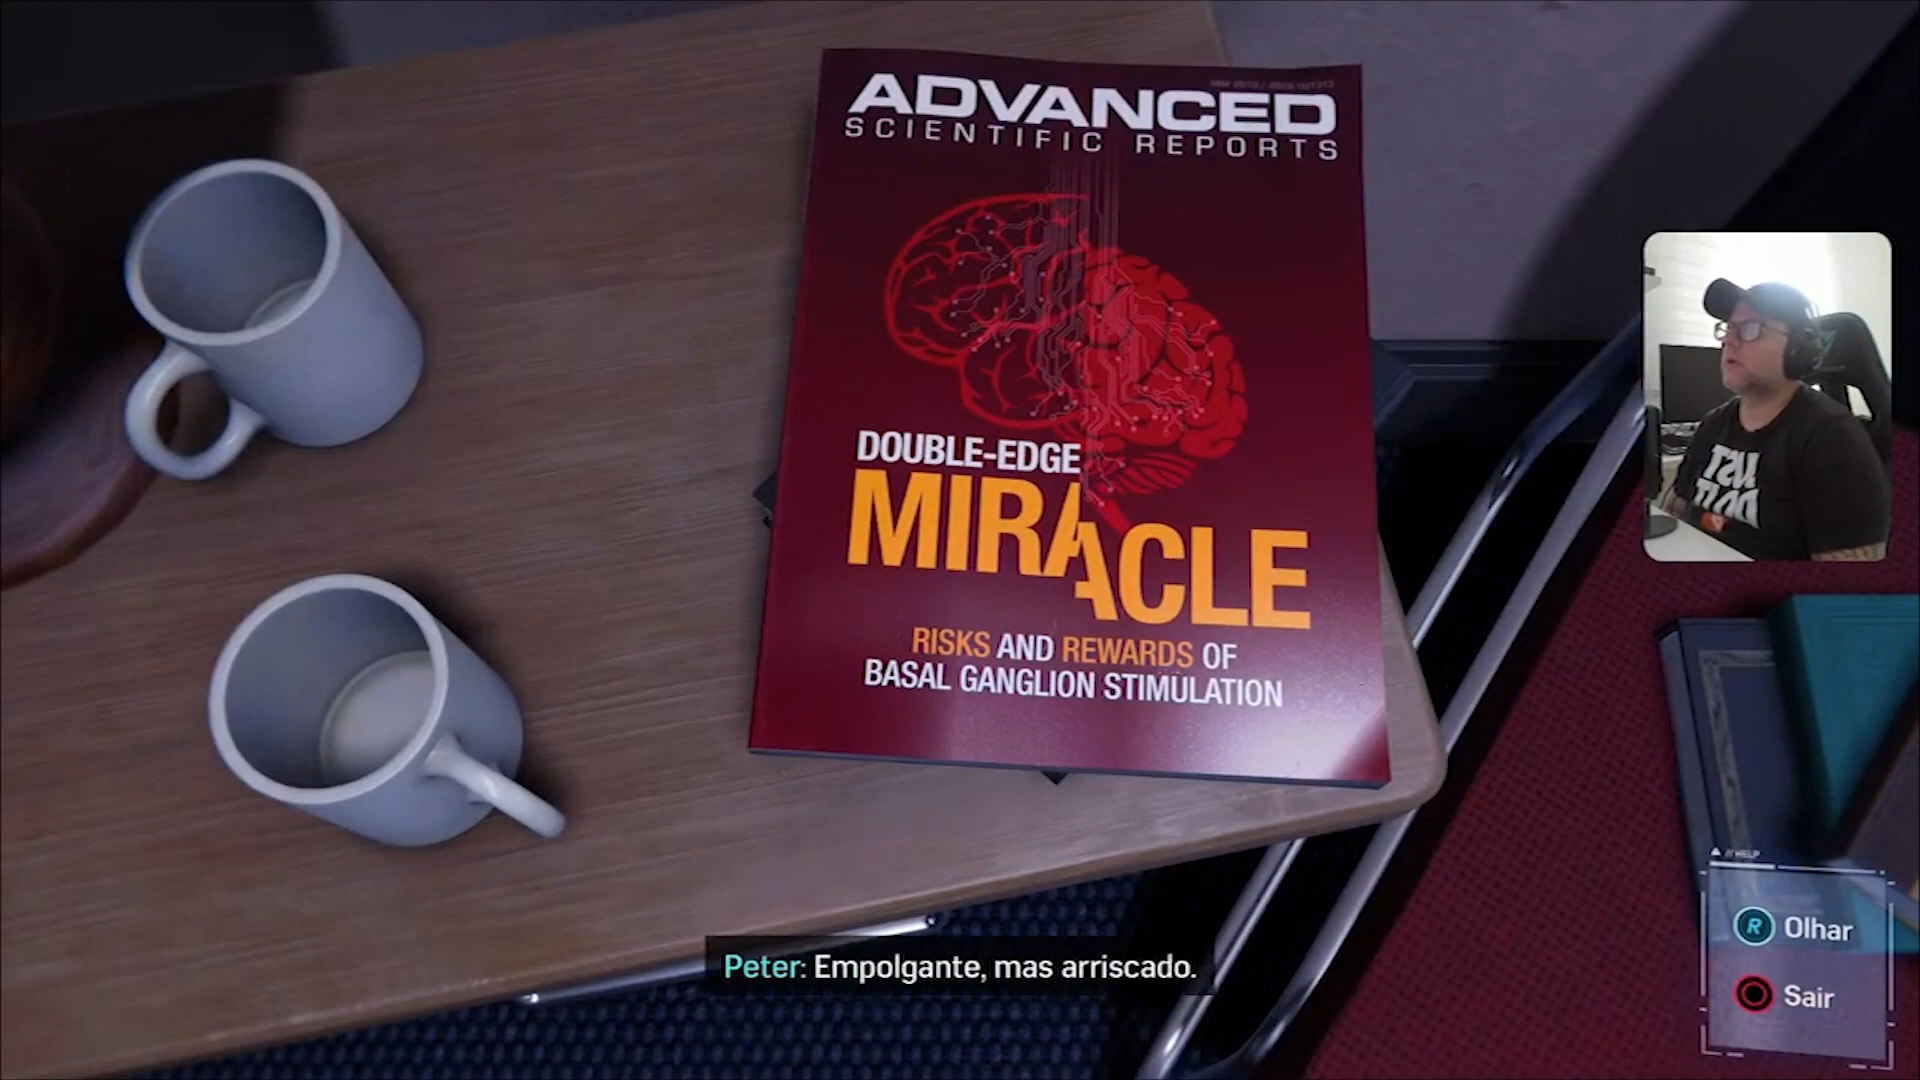 ADVANCED
SCIENTIFIC REPORTS
DOUBLE-EDGE
MIRACLE
RISKS AND REWARDS OF
BASAL GANGLION STIMULATION
// HELP
R Olhar
Sair
Peter: Empolgante, mas arriscado.